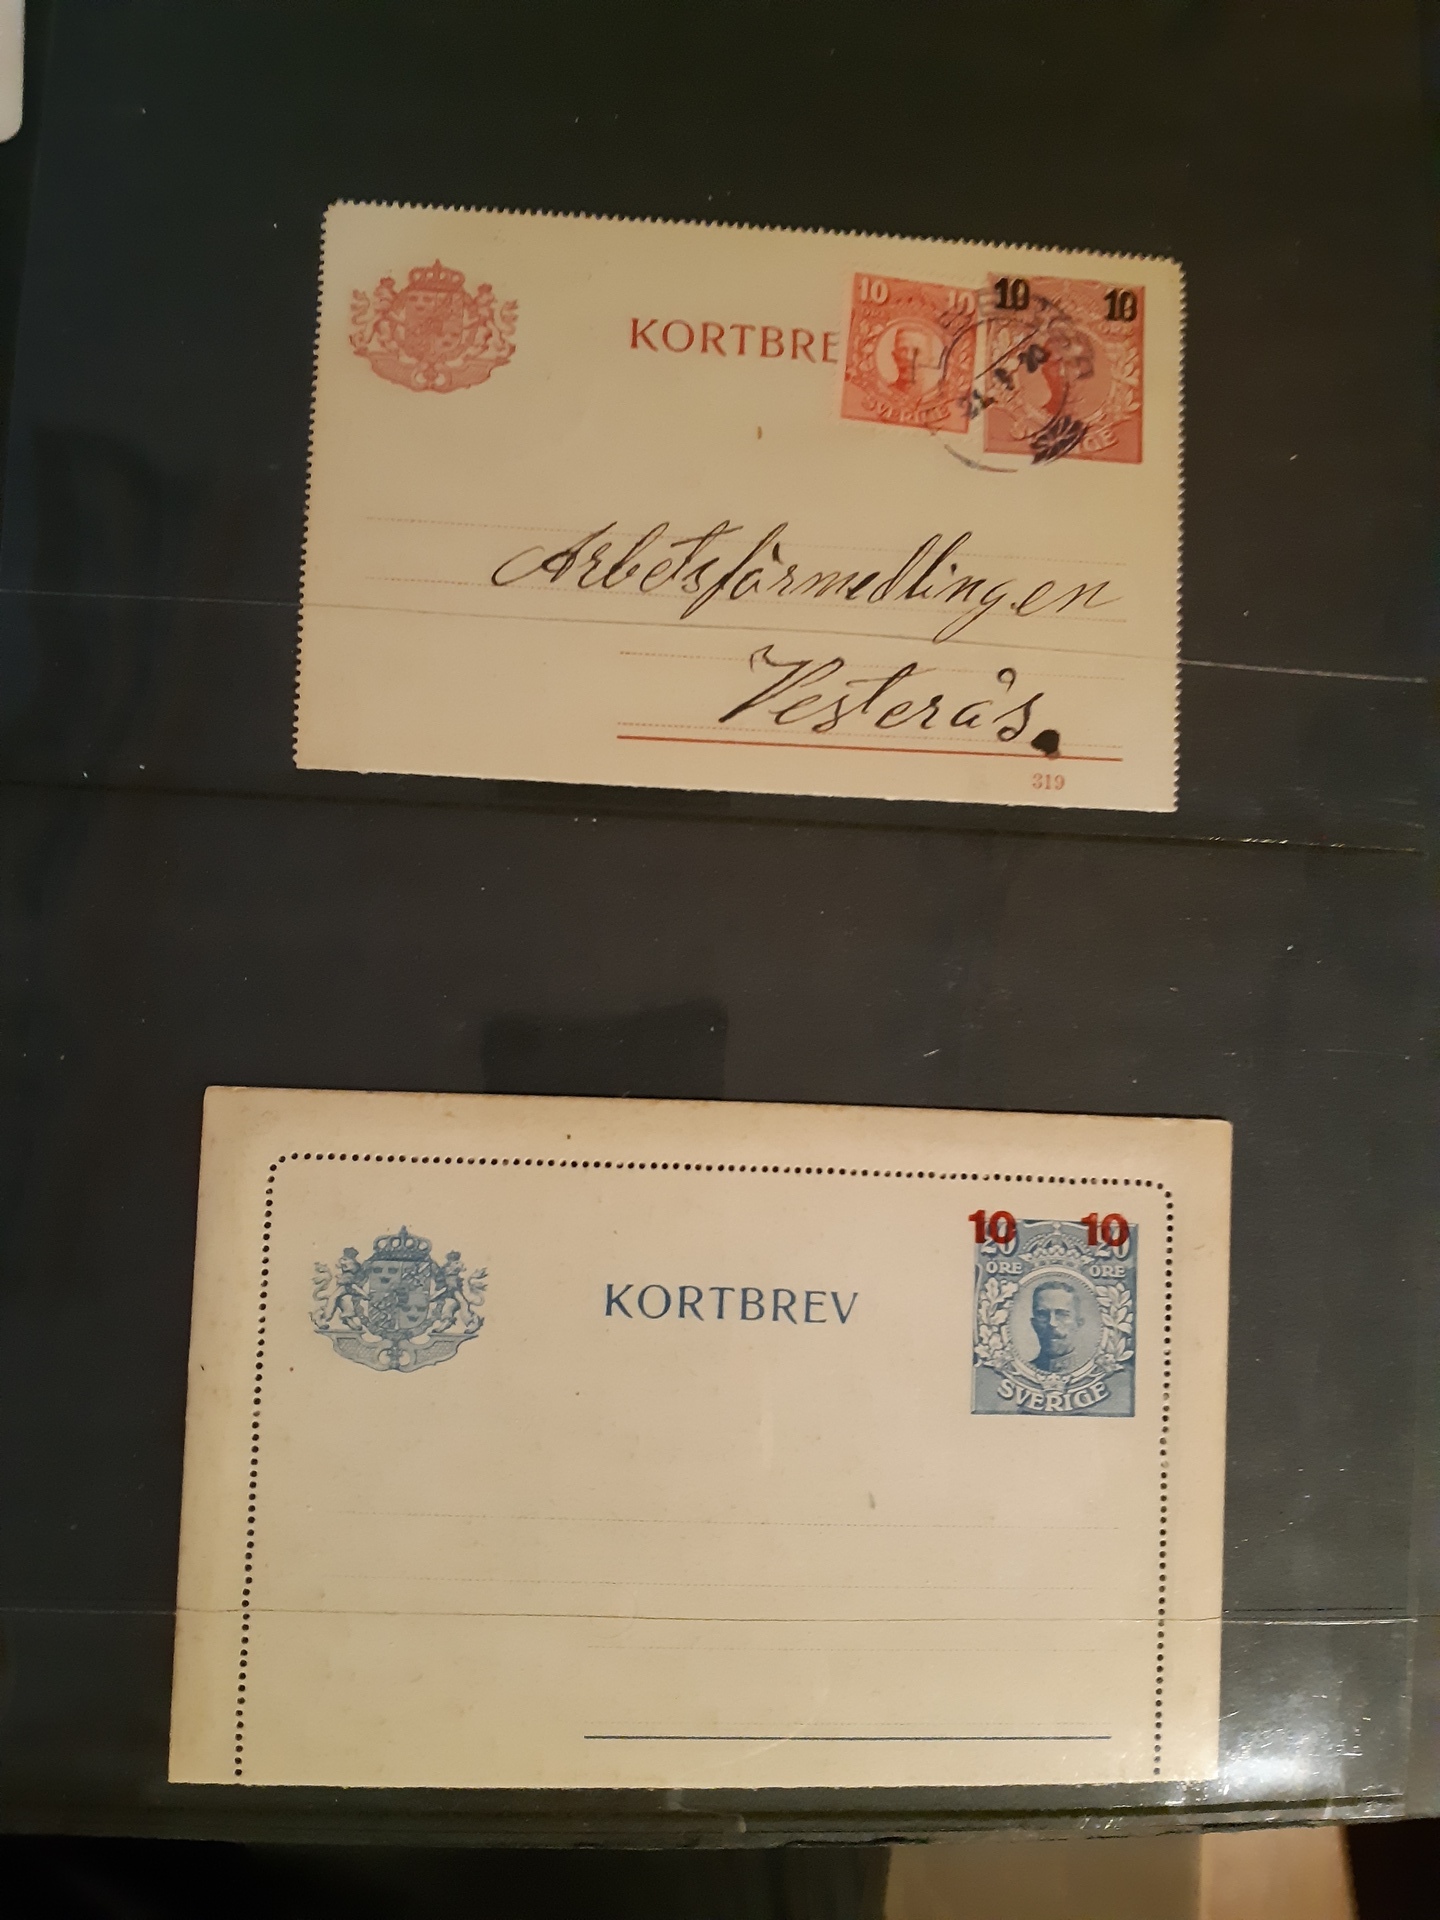 KORTBRE
10 10
SVERIGE
10 10
Arbetsförmedlingen
Vesterås.
319
10 10
20 20
ÖRE ÖRE
KORTBREV
SVERIGE